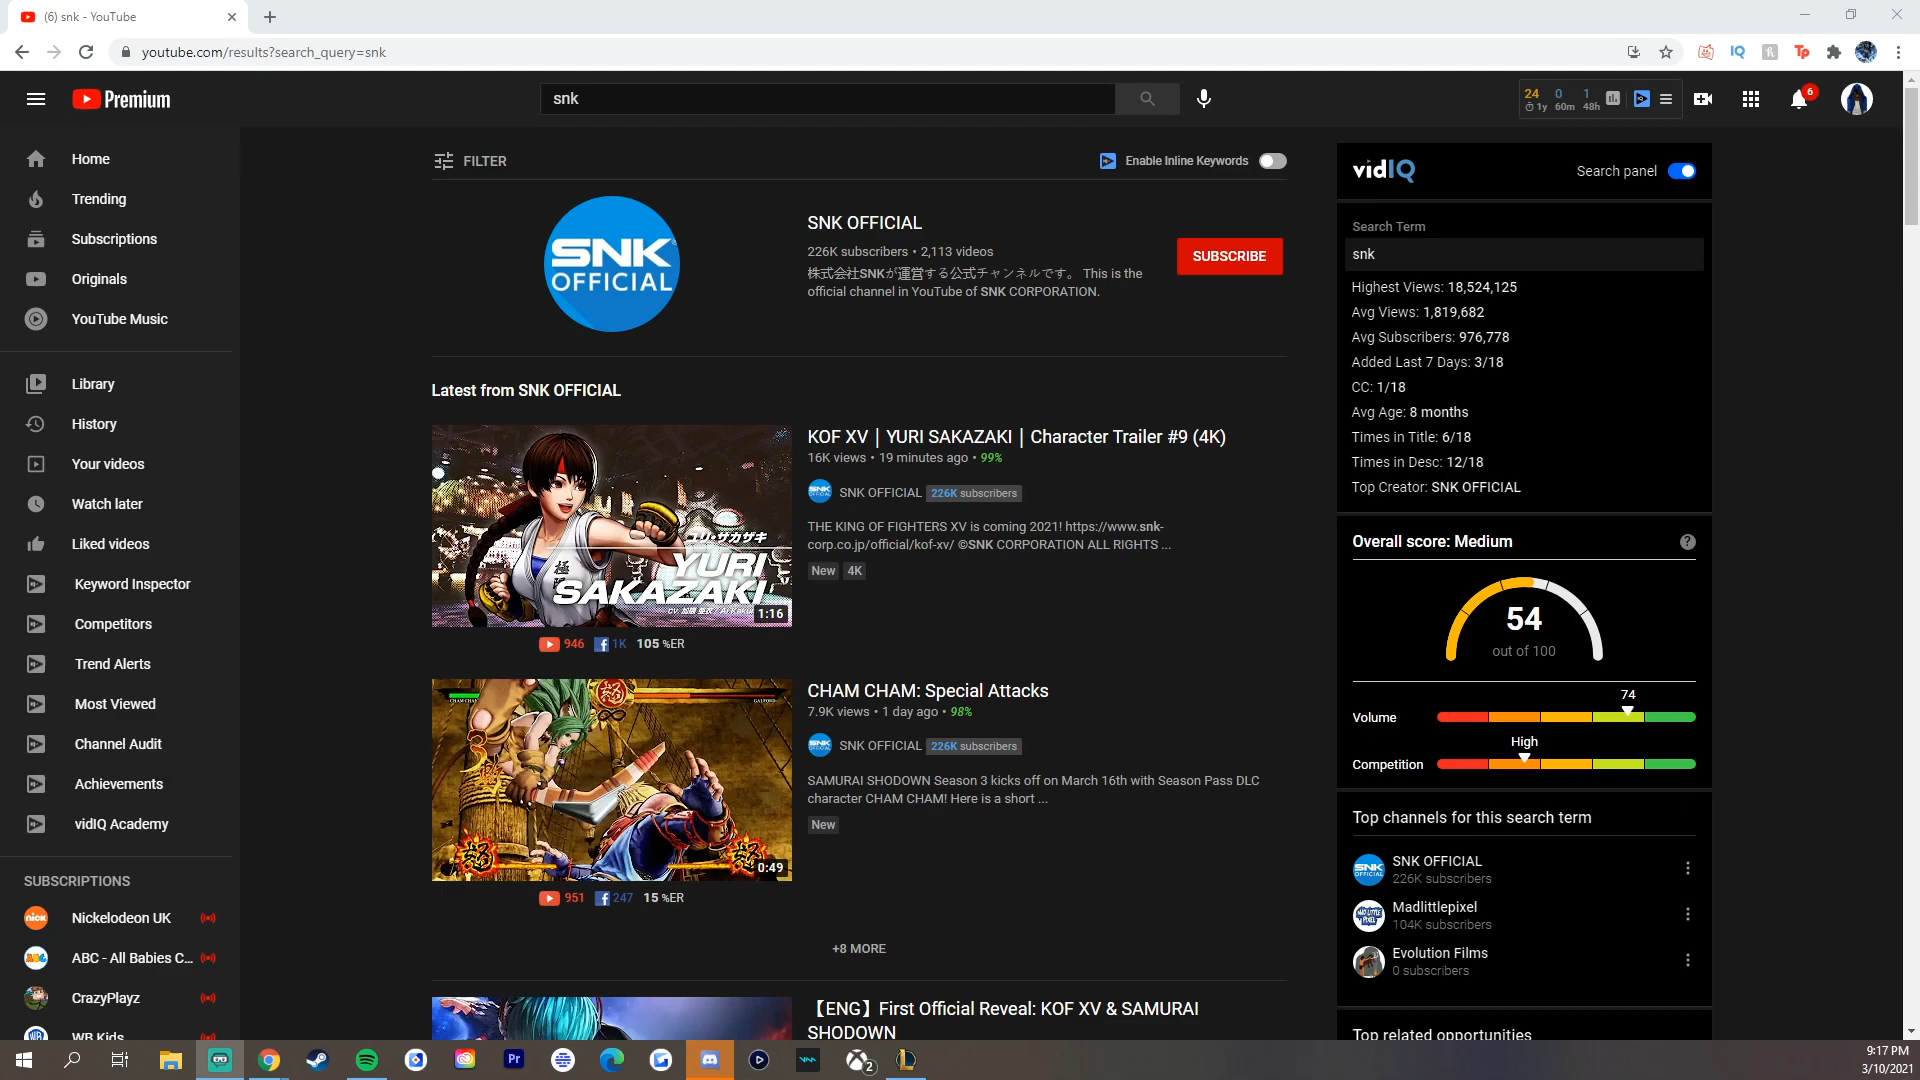 (6) snk - YouTube
youtube.com/results?search_query=snk
Premium
snk
24 0 1
1y 60m 48h
6
Home
Trending
Subscriptions
Originals
YouTube Music
Library
History
Your videos
Watch later
Liked videos
Keyword Inspector
Competitors
Trend Alerts
Most Viewed
Channel Audit
Achievements
vidIQ Academy
SUBSCRIPTIONS
Nickelodeon UK
ABC - All Babies C...
CrazyPlayz
WB Kids
FILTER
Enable Inline Keywords
SNK
OFFICIAL
SNK OFFICIAL
226K subscribers • 2,113 videos
株式会社SNKが運営する公式チャンネルです。 This is the
official channel in YouTube of SNK CORPORATION.
SUBSCRIBE
Latest from SNK OFFICIAL
ユリ・サカザキ
YURI
SAKAZAKI
1:16
946 1K 105 %ER
KOF XV｜YURI SAKAZAKI｜Character Trailer #9 (4K)
16K views • 19 minutes ago • 99%
SNK OFFICIAL 226K subscribers
THE KING OF FIGHTERS XV is coming 2021! https://www.snk-
corp.co.jp/official/kof-xv/ ©SNK CORPORATION ALL RIGHTS ...
New 4K
CHAM CHAM
GALFORD
0:49
951 247 15 %ER
CHAM CHAM: Special Attacks
7.9K views • 1 day ago • 98%
SNK OFFICIAL 226K subscribers
SAMURAI SHODOWN Season 3 kicks off on March 16th with Season Pass DLC
character CHAM CHAM! Here is a short ...
New
+8 MORE
【ENG】First Official Reveal: KOF XV & SAMURAI
SHODOWN
vidIQ
Search panel
Search Term
snk
Highest Views: 18,524,125
Avg Views: 1,819,682
Avg Subscribers: 976,778
Added Last 7 Days: 3/18
CC: 1/18
Avg Age: 8 months
Times in Title: 6/18
Times in Desc: 12/18
Top Creator: SNK OFFICIAL
Overall score: Medium
54
out of 100
74
Volume
High
Competition
Top channels for this search term
SNK OFFICIAL
226K subscribers
Madlittlepixel
104K subscribers
Evolution Films
0 subscribers
Top related opportunities
Pr
2
9:17 PM
3/10/2021